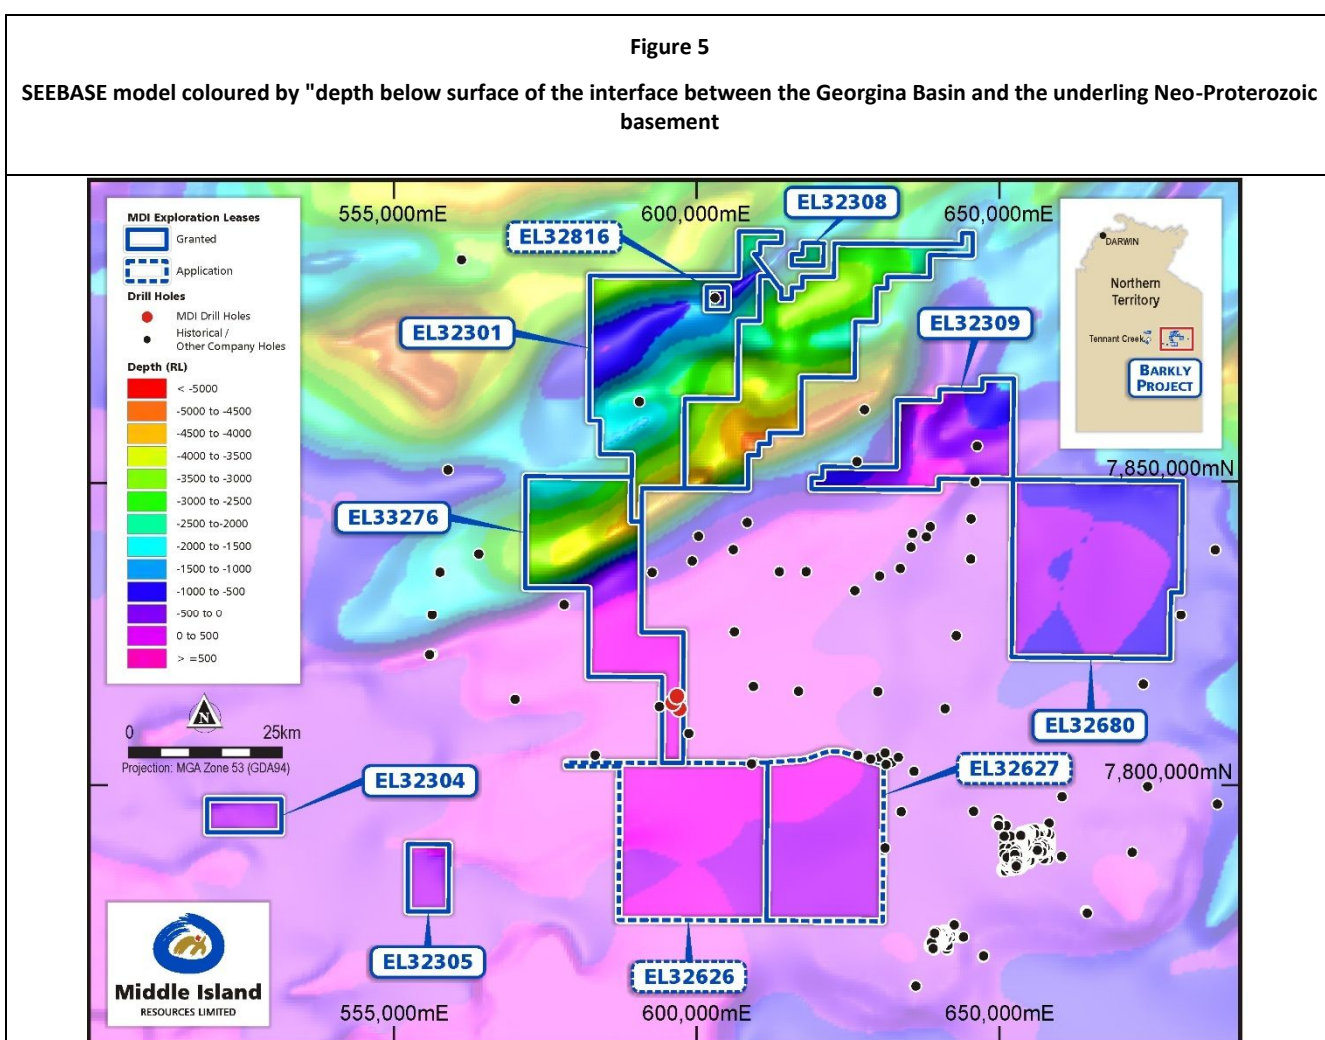 Figure 5
SEEBASE model coloured by "depth below surface of the interface between the Georgina Basin and the underling Neo-Proterozoic
basement
MDI Exploration Leases
Granted
Application
Drill Holes
MDI Drill Holes
Historical /
Other Company Holes
Depth (RL)
< -5000
-5000 to -4500
-4500 to -4000
-4000 to -3500
-3500 to -3000
-3000 to -2500
-2500 to-2000
-2000 to -1500
-1500 to -1000
-1000 to -500
-500 to 0
0 to 500
> =500
555,000mE
600,000mE
650,000mE
EL32308
EL32816
EL32301
EL32309
DARWIN
Northern
Territory
Tennant Creek
BARKLY
PROJECT
7,850,000mN
EL33276
EL32680
N
0 25km
Projection: MGA Zone 53 (GDA94)
EL32304
EL32627
7,800,000mN
EL32305
EL32626
Middle Island
RESOURCES LIMITED
555,000mE
600,000mE
650,000mE